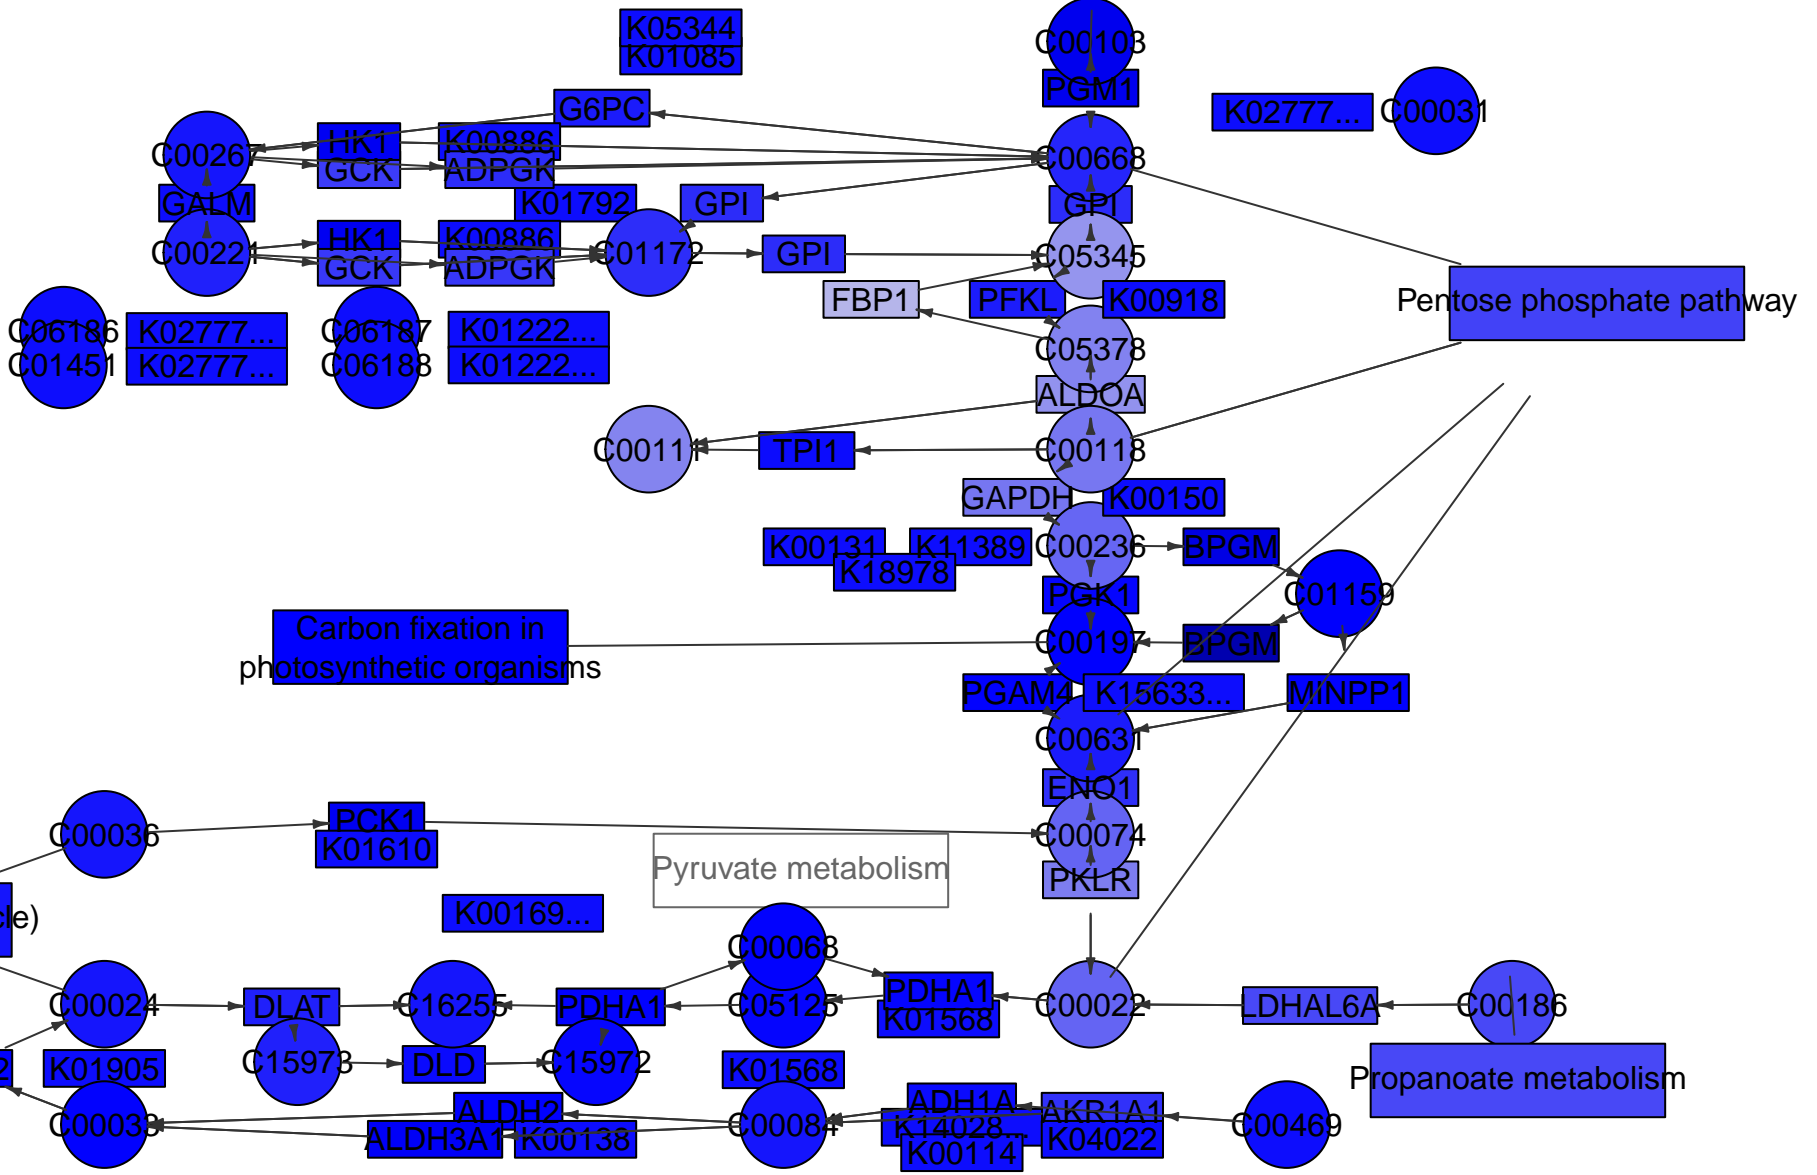 K05344
C00103
K01085
PGM1
G6PC
K02777...
C00031
HK1
K00886
C00267
C00668
GCK
ADPGK
GALM
K01792
GPI
GPI
HK1
K00886
C00221
C01172
GPI
C05345
GCK
ADPGK
FBP1
PFKL
K00918
Pentose phosphate pathway
C06186
K02777...
C06187
K01222...
C05378
C01451
K02777...
C06188
K01222...
ALDOA
C00111
TPI1
C00118
GAPDH
K00150
K00131
K11389
C00236
BPGM
K18978
C01159
PGK1
Carbon fixation in
photosynthetic organisms
C00197
BPGM
PGAM4
K15633...
MINPP1
C00631
ENO1
C00036
PCK1
C00074
K01610
Pyruvate metabolism
PKLR
cle)
K00169...
C00068
C00024
DLAT
C16255
PDHA1
C05125
PDHA1
C00022
LDHAL6A
C00186
K01568
C15973
DLD
C15972
K01905
2
K01568
Propanoate metabolism
C00033
ALDH2
C00084
ADH1A
AKR1A1
C00469
ALDH3A1
K00138
K14028...
K04022
K00114